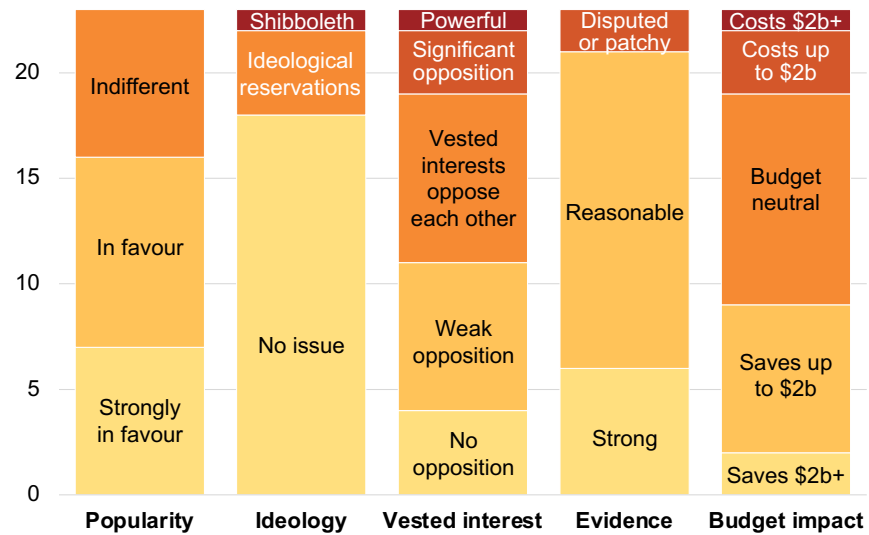 Shibboleth
Powerful
Disputed
or patchy
Costs $2b+
20
Indifferent
Ideological
reservations
Significant
opposition
Costs up
to $2b
15
In favour
Vested
interests
oppose
each other
Reasonable
Budget
neutral
10
No issue
Weak
opposition
Saves up
to $2b
5
Strongly
in favour
No
opposition
Strong
Saves $2b+
0
Popularity
Ideology
Vested interest
Evidence
Budget impact